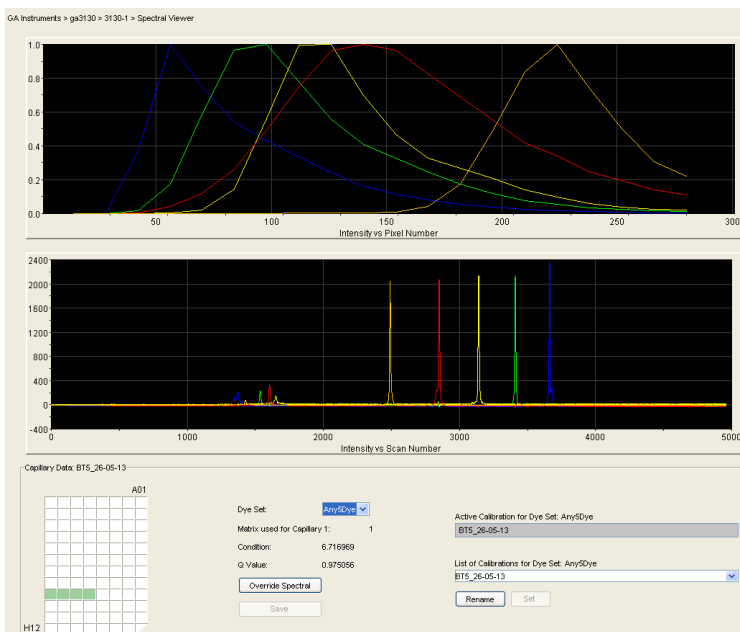 GA Instruments > ga3130 > 3130-1 > Spectral Viewer
1.0
0.8
0.6
0.4
0.2
0.0
50 100 150 200 250 300
Intensity vs Pixel Number
2400
2000
1600
1200
800
400
0
-400
0 1000 2000 3000 4000 5000
Intensity vs Scan Number
Capillary Data: BT5_26-05-13
A01
H12
Dye Set: Any5Dye
Matrix used for Capillary 1: 1
Condition: 6.716969
Q Value: 0.975056
Override Spectral
Save
Active Calibration for Dye Set: Any5Dye
BT5_26-05-13
List of Calibrations for Dye Set: Any5Dye
BT5_26-05-13
Rename Set